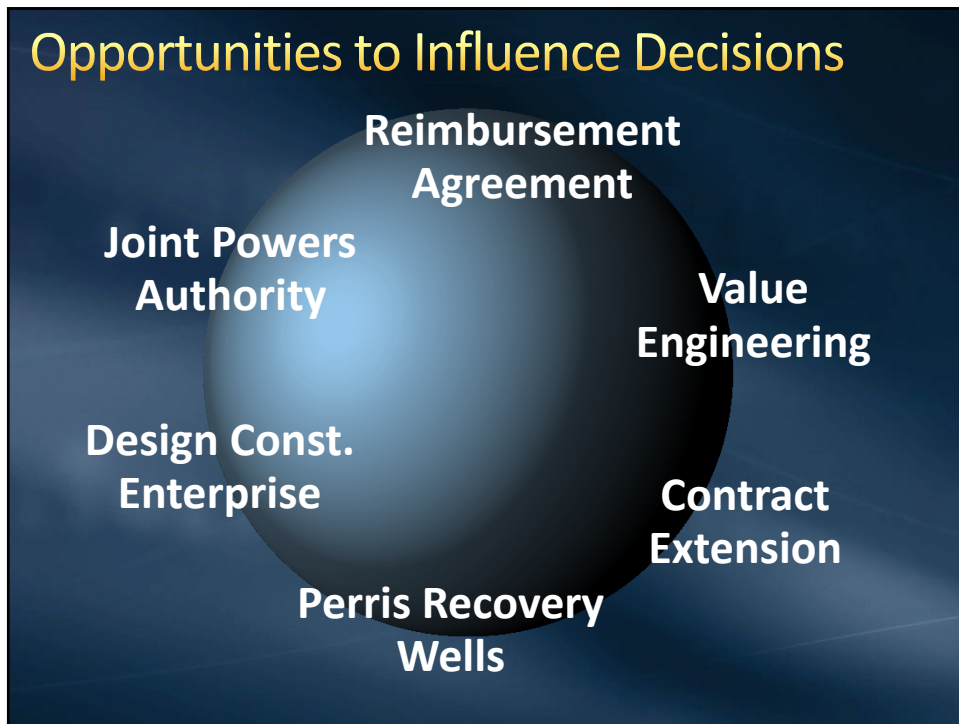 Opportunities to Influence Decisions
Reimbursement
Agreement
Joint Powers
Authority
Value
Engineering
Design Const.
Enterprise
Contract
Extension
Perris Recovery
Wells